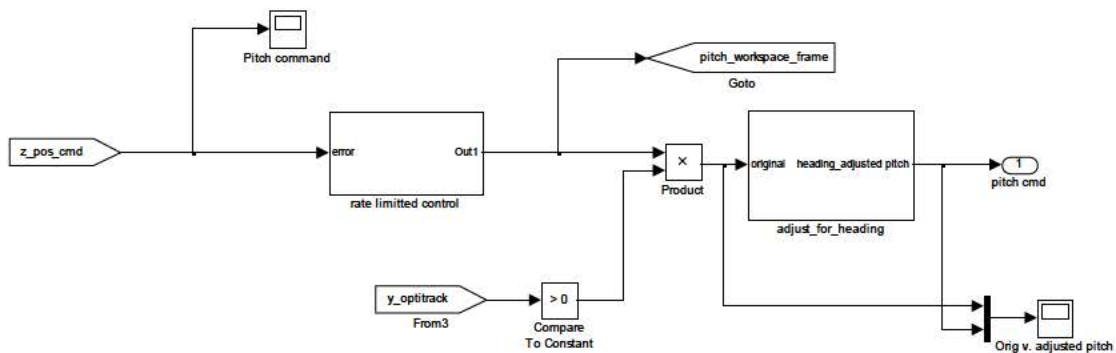 Pitch command
pitch_workspace_frame
Goto
z_pos_cmd
error
Out1
rate limitted control
×
Product
original
heading_adjusted pitch
adjust_for_heading
1
pitch cmd
y_optitrack
From3
> 0
Compare
To Constant
Orig v. adjusted pitch